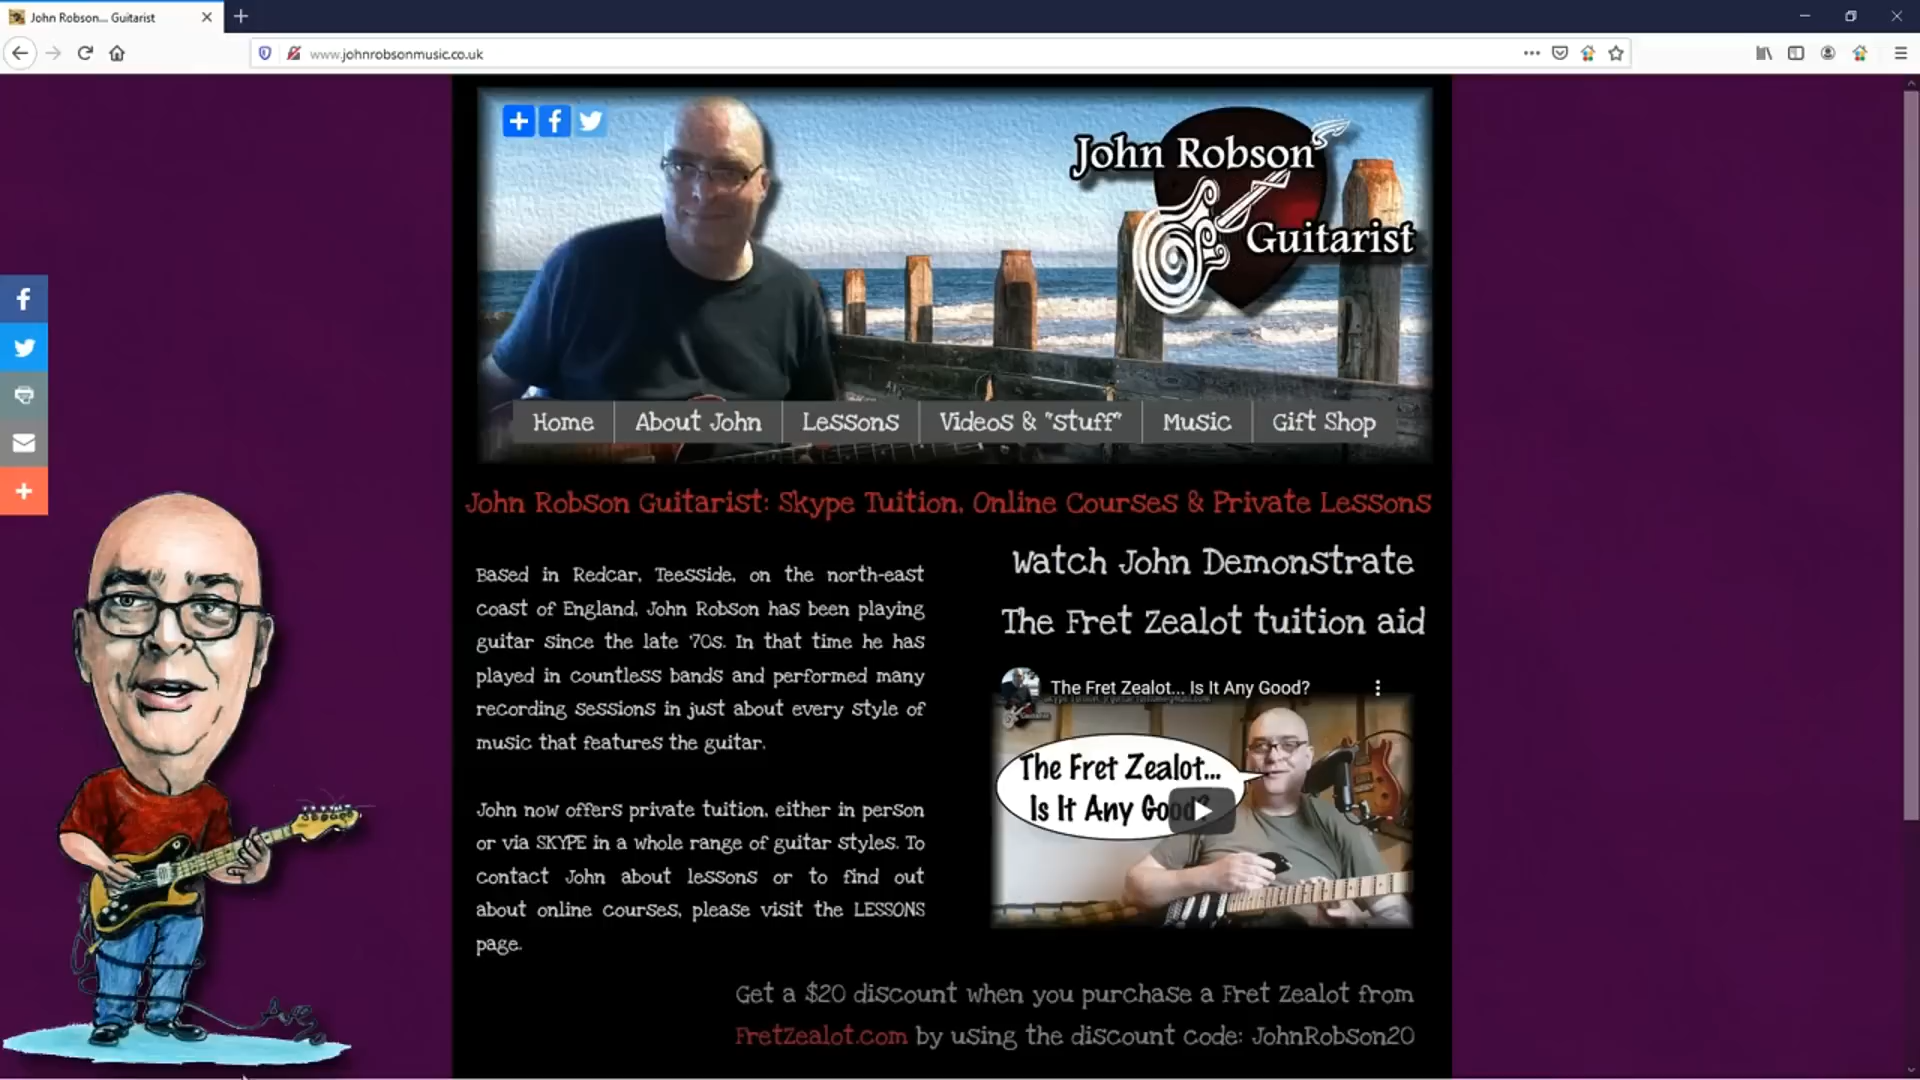 John Robson... Guitarist
www.johnrobsonmusic.co.uk
John Robson
Guitarist
Home
About John
Lessons
Videos & "stuff"
Music
Gift Shop
John Robson Guitarist: Skype Tuition, Online Courses & Private Lessons
Based in Redcar, Teesside, on the north-east
coast of England, John Robson has been playing
guitar since the late '70s. In that time he has
played in countless bands and performed many
recording sessions in just about every style of
music that features the guitar.
John now offers private tuition, either in person
or via SKYPE in a whole range of guitar styles. To
contact John about lessons or to find out
about online courses, please visit the LESSONS
page.
Watch John Demonstrate
The Fret Zealot tuition aid
The Fret Zealot... Is It Any Good?
The Fret Zealot...
Is It Any Good?
Get a $20 discount when you purchase a Fret Zealot from
FretZealot.com by using the discount code: JohnRobson20